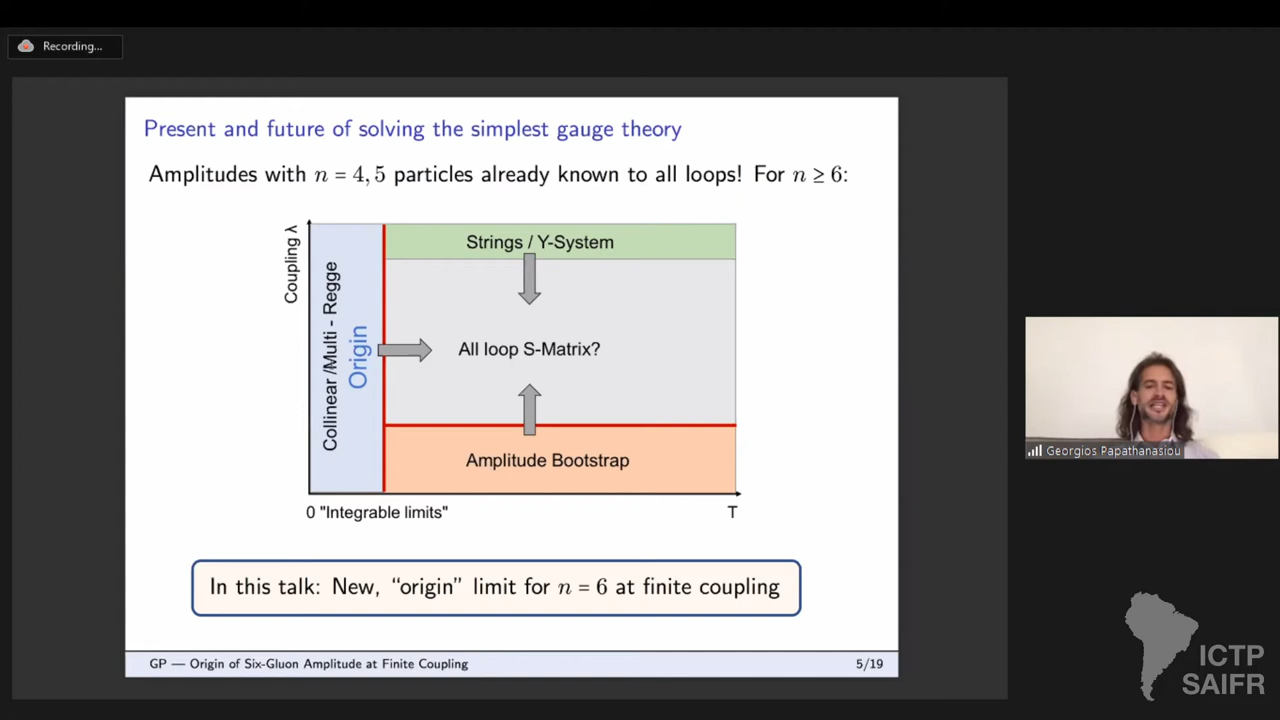 Recording...
Present and future of solving the simplest gauge theory
Amplitudes with n = 4, 5 particles already known to all loops! For n ≥ 6:
Coupling λ
Collinear /Multi - Regge
Origin
Strings / Y-System
All loop S-Matrix?
Amplitude Bootstrap
0 "Integrable limits"
T
In this talk: New, “origin” limit for n = 6 at finite coupling
GP — Origin of Six-Gluon Amplitude at Finite Coupling
5/19
Georgios Papathanasiou
ICTP
SAIFR